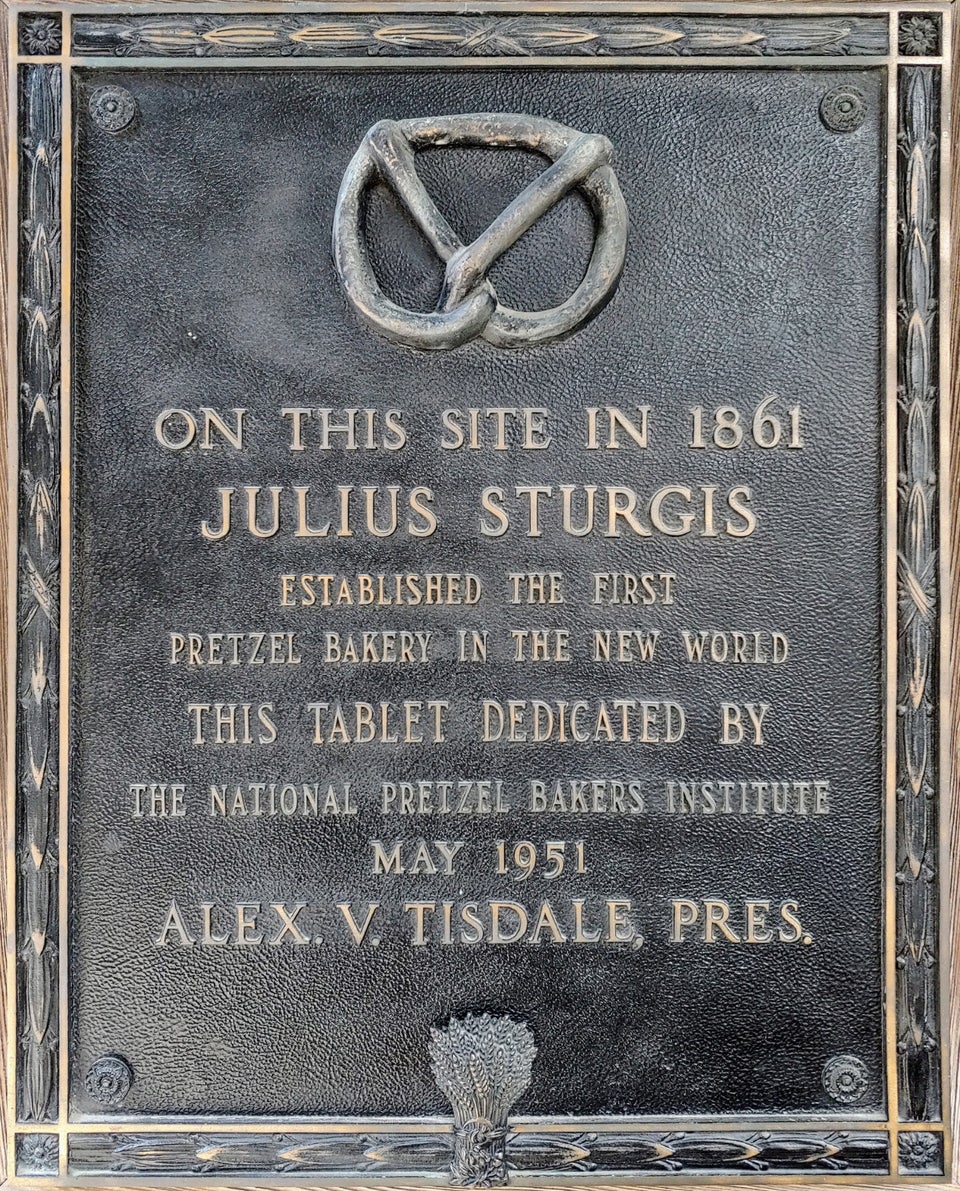 ON THIS SITE IN 1861
JULIUS STURGIS
ESTABLISHED THE FIRST
PRETZEL BAKERY IN THE NEW WORLD
THIS TABLET DEDICATED BY
THE NATIONAL PRETZEL BAKERS INSTITUTE
MAY 1951
ALEX. V. TISDALE, PRES.